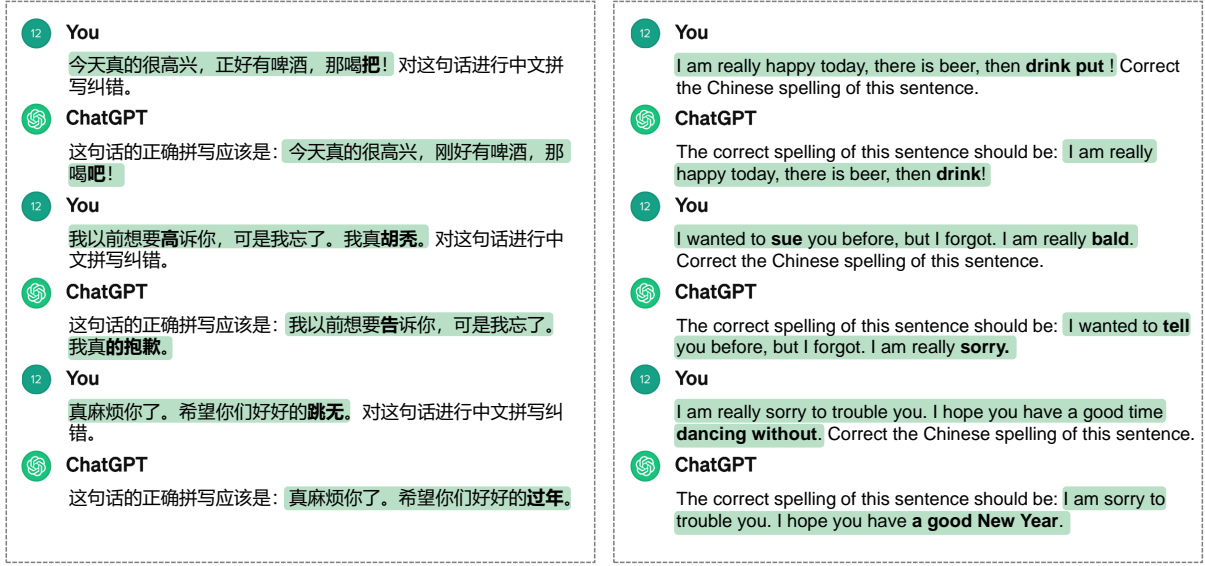 12 You
今天真的很高兴，正好有啤酒，那喝把！对这句话进行中文拼
写纠错。
ChatGPT
这句话的正确拼写应该是：今天真的很高兴，刚好有啤酒，那
喝吧！
12 You
我以前想要高诉你，可是我忘了。我真胡秃。对这句话进行中
文拼写纠错。
ChatGPT
这句话的正确拼写应该是：我以前想要告诉你，可是我忘了。
我真的抱歉。
12 You
真麻烦你了。希望你们好好的跳无。对这句话进行中文拼写纠
错。
ChatGPT
这句话的正确拼写应该是：真麻烦你了。希望你们好好的过年。
12 You
I am really happy today, there is beer, then drink put ! Correct
the Chinese spelling of this sentence.
ChatGPT
The correct spelling of this sentence should be: I am really
happy today, there is beer, then drink!
12 You
I wanted to sue you before, but I forgot. I am really bald.
Correct the Chinese spelling of this sentence.
ChatGPT
The correct spelling of this sentence should be: I wanted to tell
you before, but I forgot. I am really sorry.
12 You
I am really sorry to trouble you. I hope you have a good time
dancing without. Correct the Chinese spelling of this sentence.
ChatGPT
The correct spelling of this sentence should be: I am sorry to
trouble you. I hope you have a good New Year.